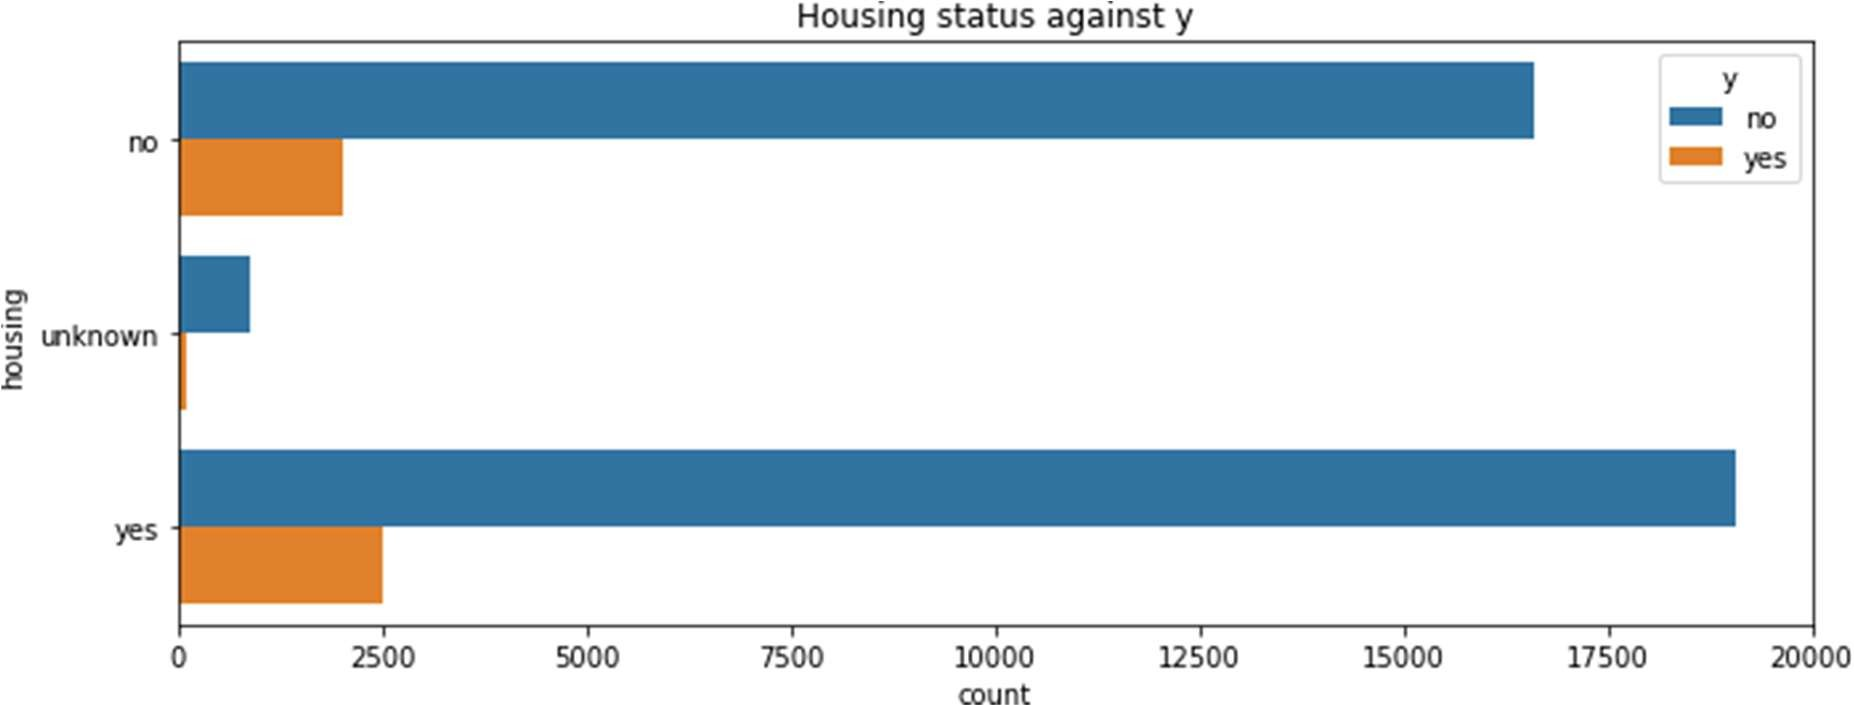 Housing status against y
y
no
yes
housing
no
unknown
yes
0 2500 5000 7500 10000 12500 15000 17500 20000
count